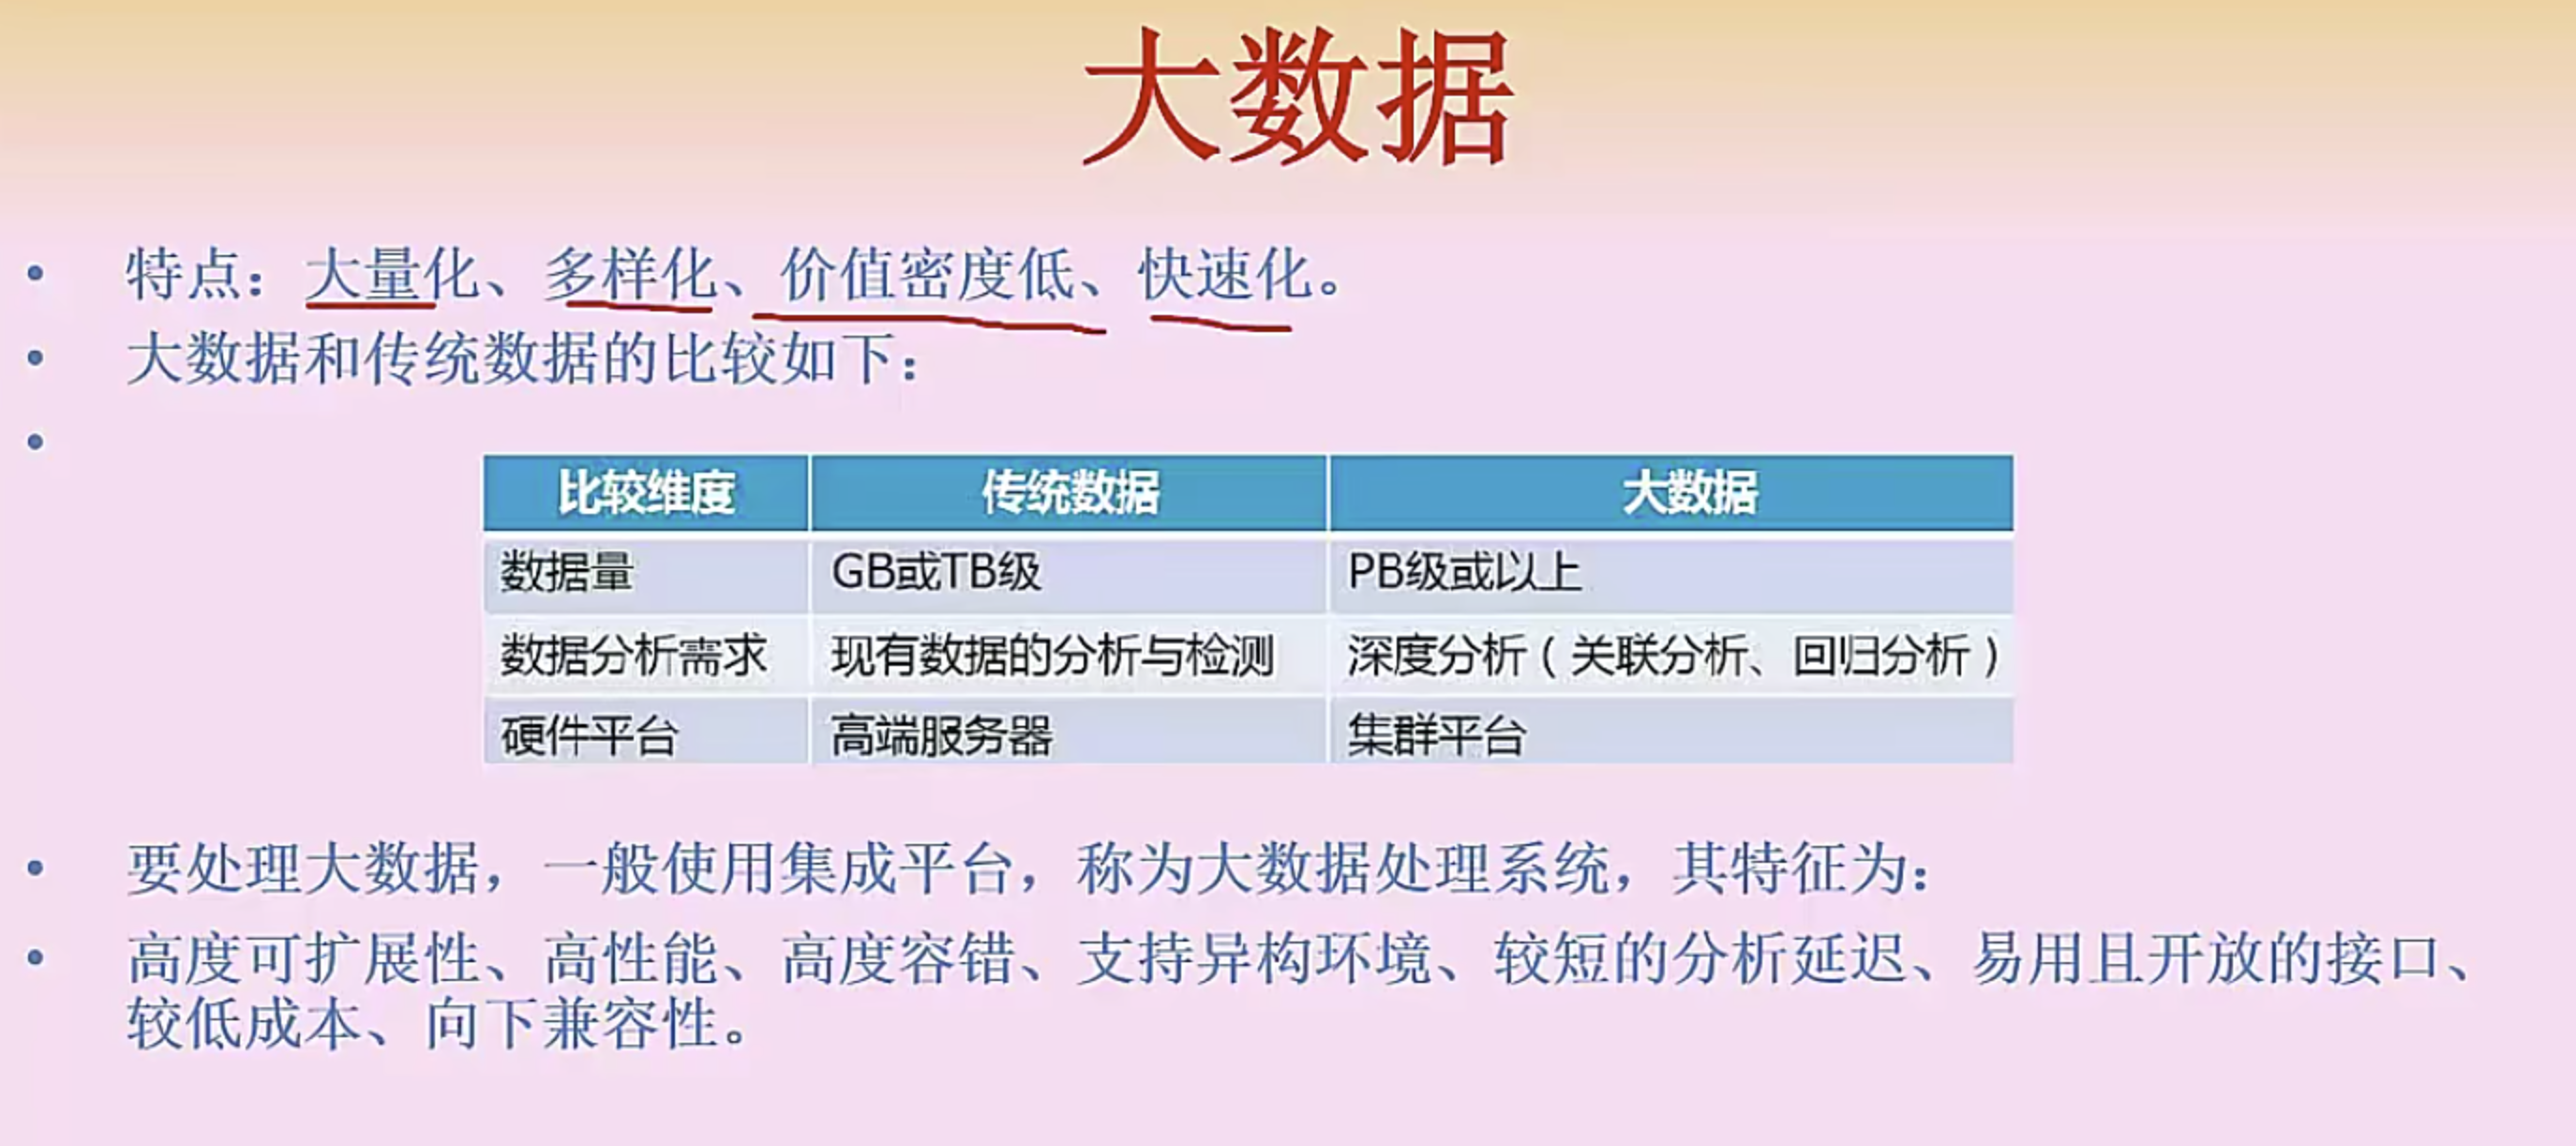 大数据
特点：大量化、多样化、价值密度低、快速化。
大数据和传统数据的比较如下：
比较维度 传统数据 大数据
数据量 GB或TB级 PB级或以上
数据分析需求 现有数据的分析与检测 深度分析（关联分析、回归分析）
硬件平台 高端服务器 集群平台
要处理大数据，一般使用集成平台，称为大数据处理系统，其特征为：
高度可扩展性、高性能、高度容错、支持异构环境、较短的分析延迟、易用且开放的接口、
较低成本、向下兼容性。